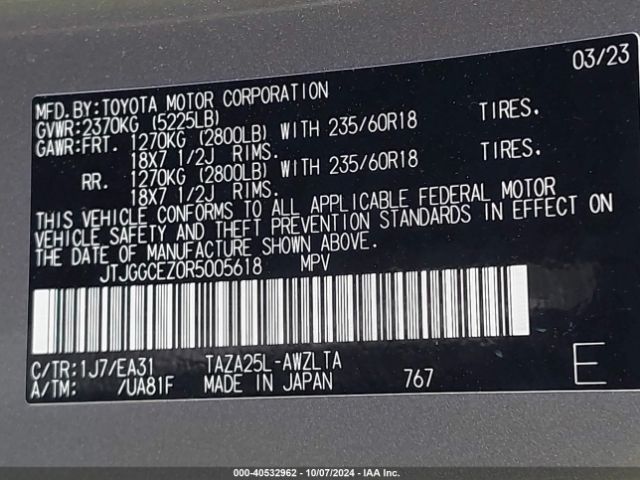 03/23
MFD.BY:TOYOTA MOTOR CORPORATION
GVWR:2370KG (5225LB)
GAWR:FRT. 1270KG (2800LB) WITH 235/60R18 TIRES.
18X7 1/2J RIMS.
RR. 1270KG (2800LB) WITH 235/60R18 TIRES.
18X7 1/2J RIMS.
THIS VEHICLE CONFORMS TO ALL APPLICABLE FEDERAL MOTOR
VEHICLE SAFETY AND THEFT PREVENTION STANDARDS IN EFFECT ON
THE DATE OF MANUFACTURE SHOWN ABOVE.
JTJGGCEZ0R5005618 MPV
C/TR:1J7/EA31 TAZA25L-AWZLTA
A/TM: /UA81F MADE IN JAPAN 767 E
000-40532962 - 10/07/2024 - IAA Inc.